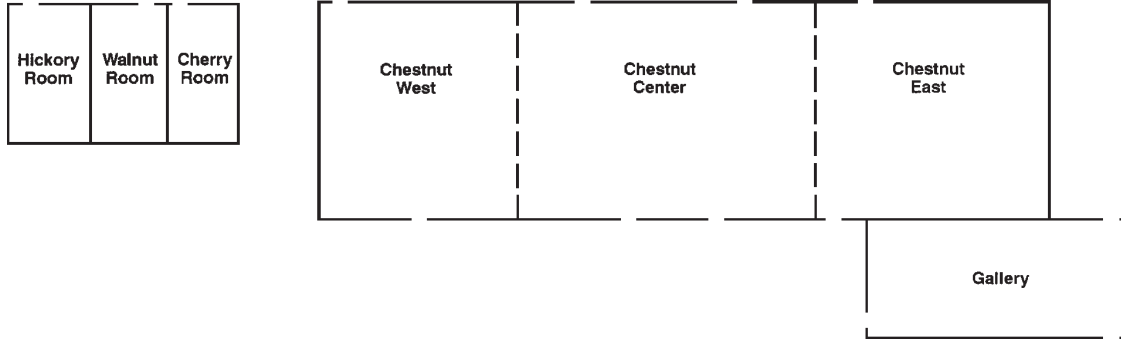 Hickory
Room
Walnut
Room
Cherry
Room
Chestnut
West
Chestnut
Center
Chestnut
East
Gallery